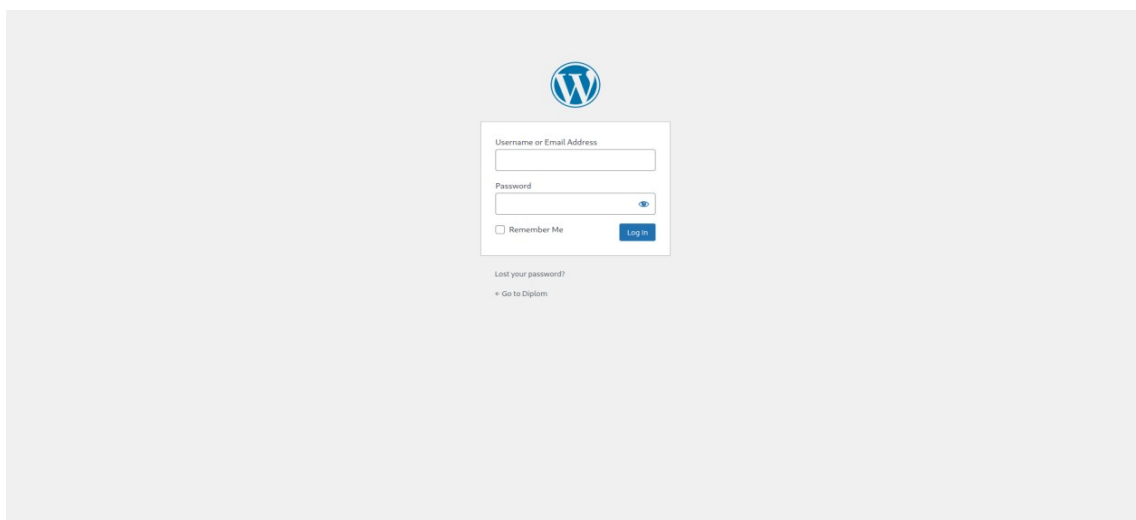 Username or Email Address
Password
Remember Me
Log In
Lost your password?
← Go to Diplom